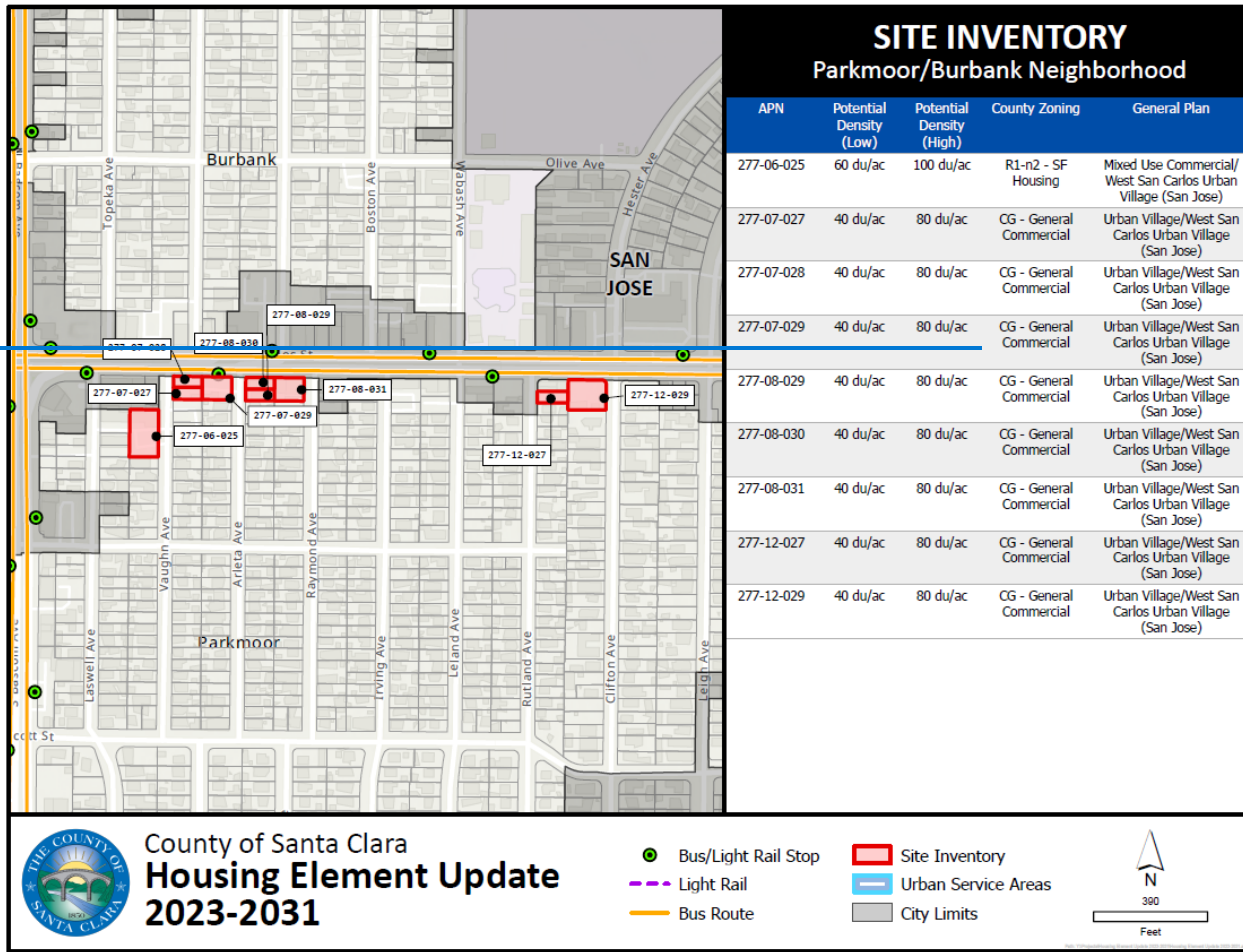 SITE INVENTORY
Parkmoor/Burbank Neighborhood
APN Potential Density (Low) Potential Density (High) County Zoning General Plan
277-06-025 60 du/ac 100 du/ac R1-n2 - SF Housing Mixed Use Commercial/ West San Carlos Urban Village (San Jose)
277-07-027 40 du/ac 80 du/ac CG - General Commercial Urban Village/West San Carlos Urban Village (San Jose)
277-07-028 40 du/ac 80 du/ac CG - General Commercial Urban Village/West San Carlos Urban Village (San Jose)
277-07-029 40 du/ac 80 du/ac CG - General Commercial Urban Village/West San Carlos Urban Village (San Jose)
277-08-029 40 du/ac 80 du/ac CG - General Commercial Urban Village/West San Carlos Urban Village (San Jose)
277-08-030 40 du/ac 80 du/ac CG - General Commercial Urban Village/West San Carlos Urban Village (San Jose)
277-08-031 40 du/ac 80 du/ac CG - General Commercial Urban Village/West San Carlos Urban Village (San Jose)
277-12-027 40 du/ac 80 du/ac CG - General Commercial Urban Village/West San Carlos Urban Village (San Jose)
277-12-029 40 du/ac 80 du/ac CG - General Commercial Urban Village/West San Carlos Urban Village (San Jose)
Burbank
Olive Ave
Topeka Ave
Boston Ave
Wabash Ave
Hester Ave
SAN
JOSE
277-08-029
277-08-030
277-07-028
277-07-027
277-08-031
277-07-029
277-12-029
277-06-025
277-12-027
Vaughn Ave
Arleta Ave
Raymond Ave
Parkmoor
Laswell Ave
Irving Ave
Leland Ave
Rutland Ave
Clifton Ave
Leigh Ave
S Bascom Ave
cott St
THE COUNTY OF
SANTA CLARA
1850
County of Santa Clara
Housing Element Update
2023-2031
Bus/Light Rail Stop
Light Rail
Bus Route
Site Inventory
Urban Service Areas
City Limits
N
390
Feet